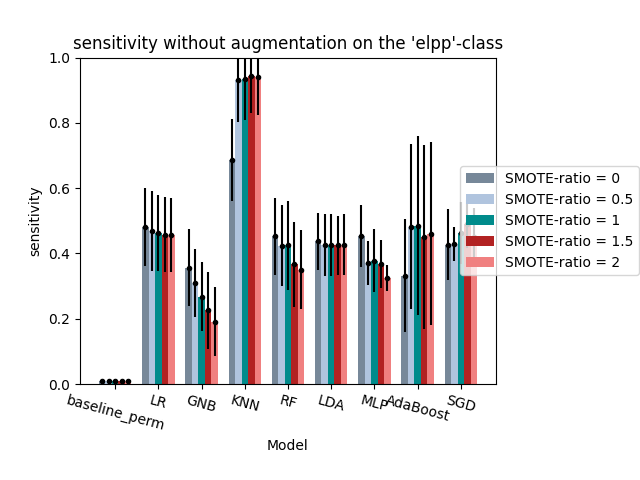 sensitivity without augmentation on the 'elpp'-class
1.0
0.8
0.6
0.4
0.2
0.0
sensitivity
SMOTE-ratio = 0
SMOTE-ratio = 0.5
SMOTE-ratio = 1
SMOTE-ratio = 1.5
SMOTE-ratio = 2
baseline_perm
LR
GNB
KNN
RF
LDA
MLP
AdaBoost
SGD
Model